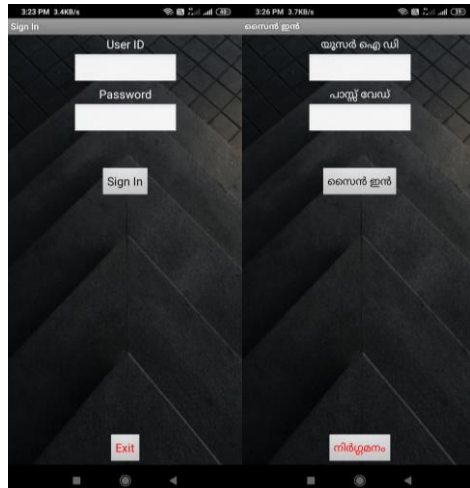 3:23 PM 3.4KB/s
Sign In
User ID
Password
Sign In
Exit
3:26 PM 3.7KB/s
സൈൻ ഇൻ
യൂസർ ഐ ഡി
പാസ്സ് വേഡ്
സൈൻ ഇൻ
നിർഗ്ഗമനം